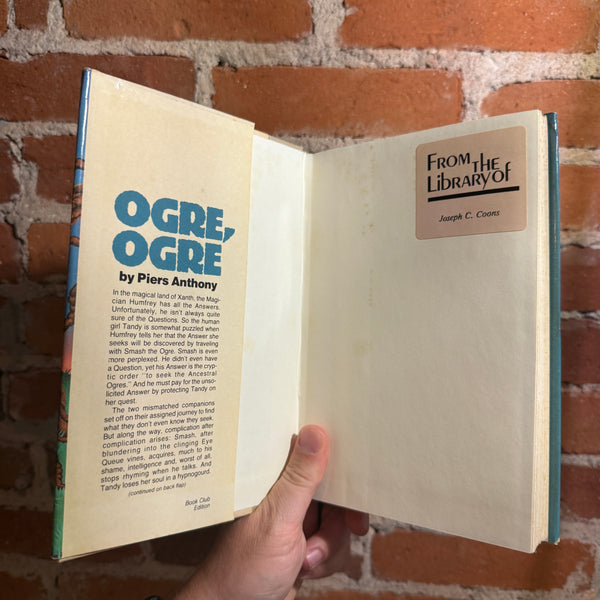 OGRE,
OGRE
by Piers Anthony
In the magical land of Xanth, the Magi-
cian Humfrey has all the Answers.
Unfortunately, he isn't always quite
sure of the Questions. So the human
girl Tandy is somewhat puzzled when
Humfrey tells her that the Answer she
seeks will be discovered by traveling
with Smash the Ogre. Smash is even
more perplexed. He didn't even have
a Question, yet his Answer is the cryp-
tic order "to seek the Ancestral
Ogres." And he must pay for the unso-
licited Answer by protecting Tandy on
her quest.
The two mismatched companions
set off on their assigned journey to find
what they don't even know they seek.
But along the way, complication after
complication arises: Smash, after
blundering into the clinging Eye
Queue vines, acquires, much to his
shame, intelligence and, worst of all,
stops rhyming when he talks. And
Tandy loses her soul in a hypnogourd.
(continued on back flap)
Book Club
Edition
FROM THE
LIBRARY OF
Joseph C. Coons